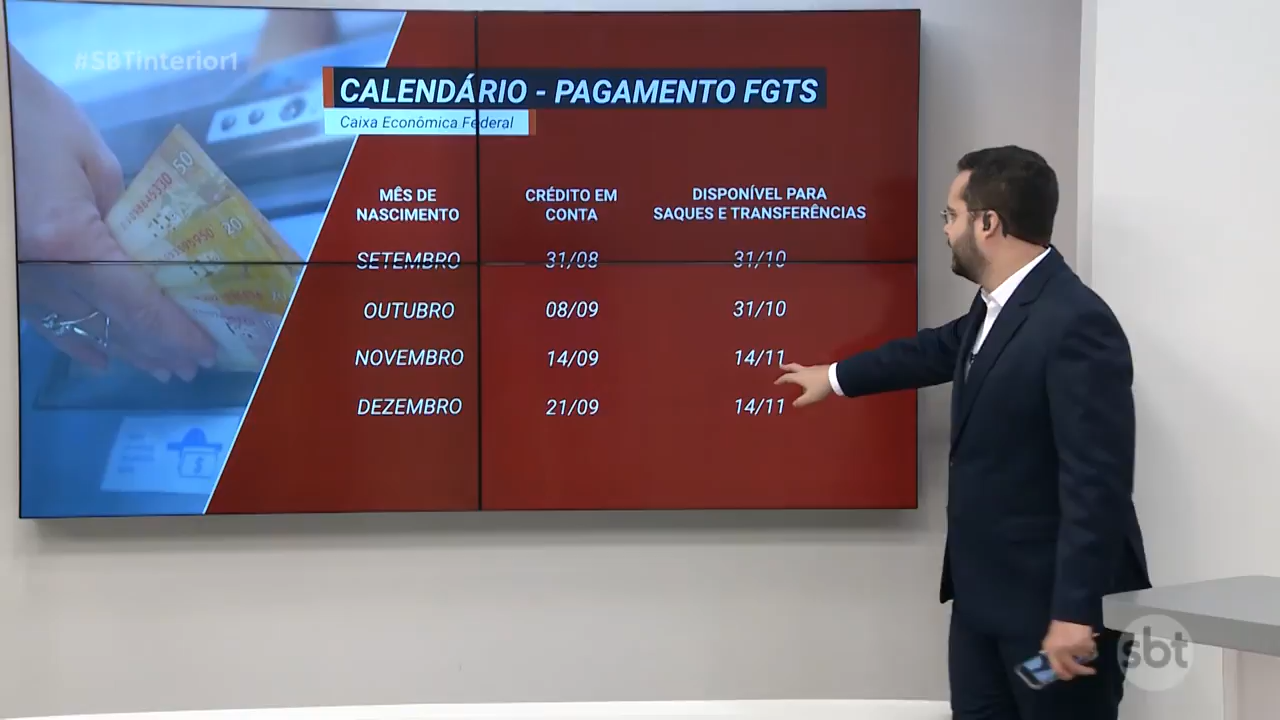 #SBTinterior1
CALENDÁRIO - PAGAMENTO FGTS
Caixa Econômica Federal
MÊS DE NASCIMENTO
CRÉDITO EM CONTA
DISPONÍVEL PARA SAQUES E TRANSFERÊNCIAS
SETEMBRO 31/08 31/10
OUTUBRO 08/09 31/10
NOVEMBRO 14/09 14/11
DEZEMBRO 21/09 14/11
50
20
$
sbt